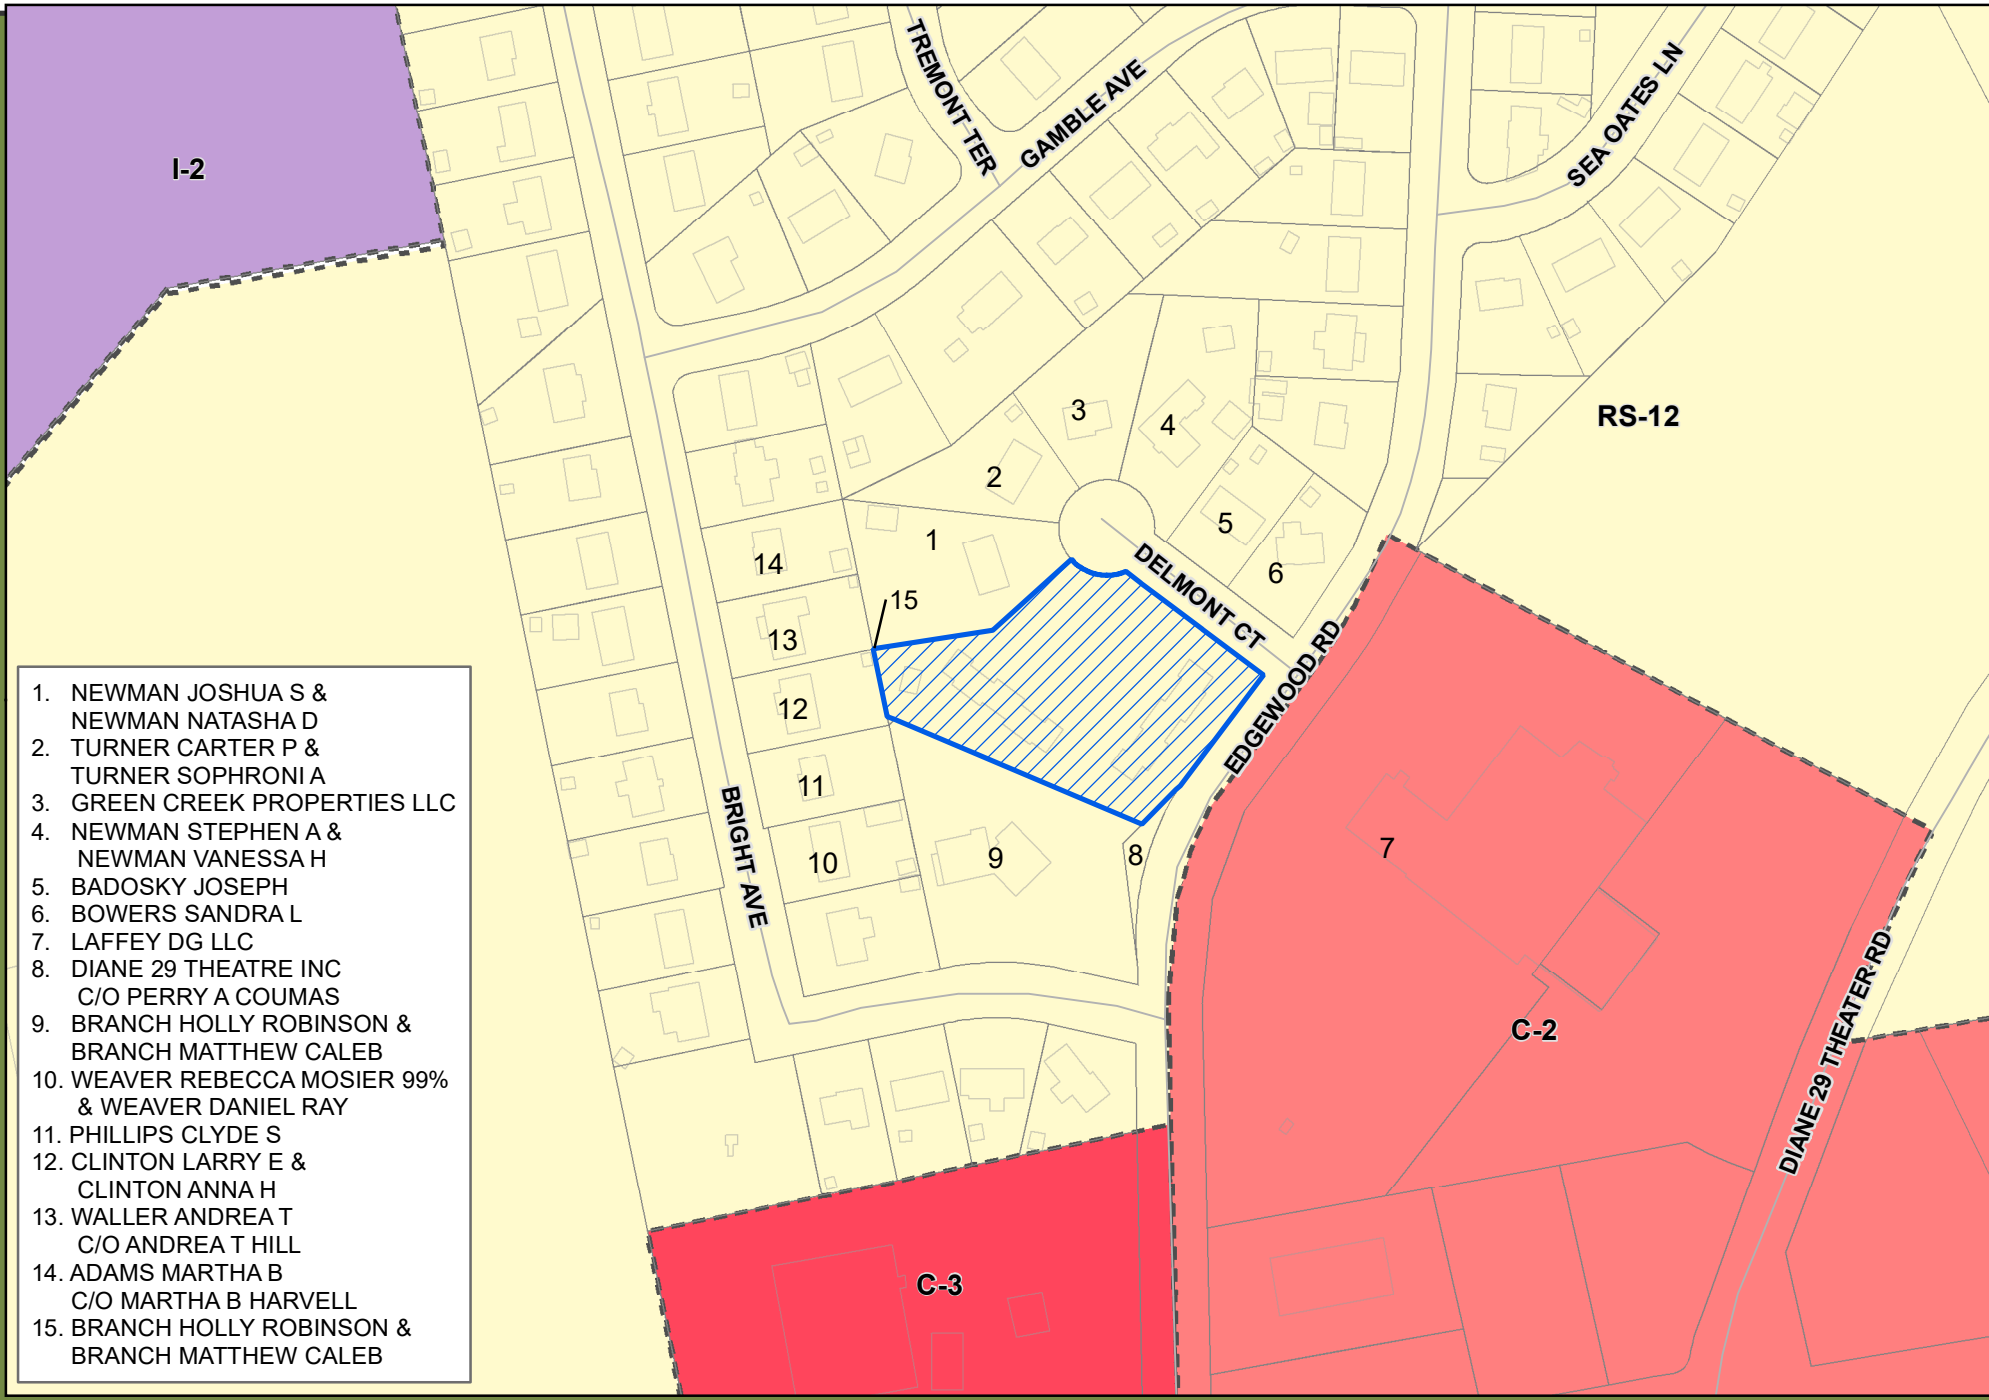 TREMONT TER
GAMBLE AVE
SEA OATES LN
I-2
RS-12
3
4
2
5
1
14
6
DELMONT CT
15
13
EDGEWOOD RD
12
11
BRIGHT AVE
10
9
8
7
C-2
DIANE 29 THEATER RD
C-3
1. NEWMAN JOSHUA S &
NEWMAN NATASHA D
2. TURNER CARTER P &
TURNER SOPHRONI A
3. GREEN CREEK PROPERTIES LLC
4. NEWMAN STEPHEN A &
NEWMAN VANESSA H
5. BADOSKY JOSEPH
6. BOWERS SANDRA L
7. LAFFEY DG LLC
8. DIANE 29 THEATRE INC
C/O PERRY A COUMAS
9. BRANCH HOLLY ROBINSON &
BRANCH MATTHEW CALEB
10. WEAVER REBECCA MOSIER 99%
& WEAVER DANIEL RAY
11. PHILLIPS CLYDE S
12. CLINTON LARRY E &
CLINTON ANNA H
13. WALLER ANDREA T
C/O ANDREA T HILL
14. ADAMS MARTHA B
C/O MARTHA B HARVELL
15. BRANCH HOLLY ROBINSON &
BRANCH MATTHEW CALEB